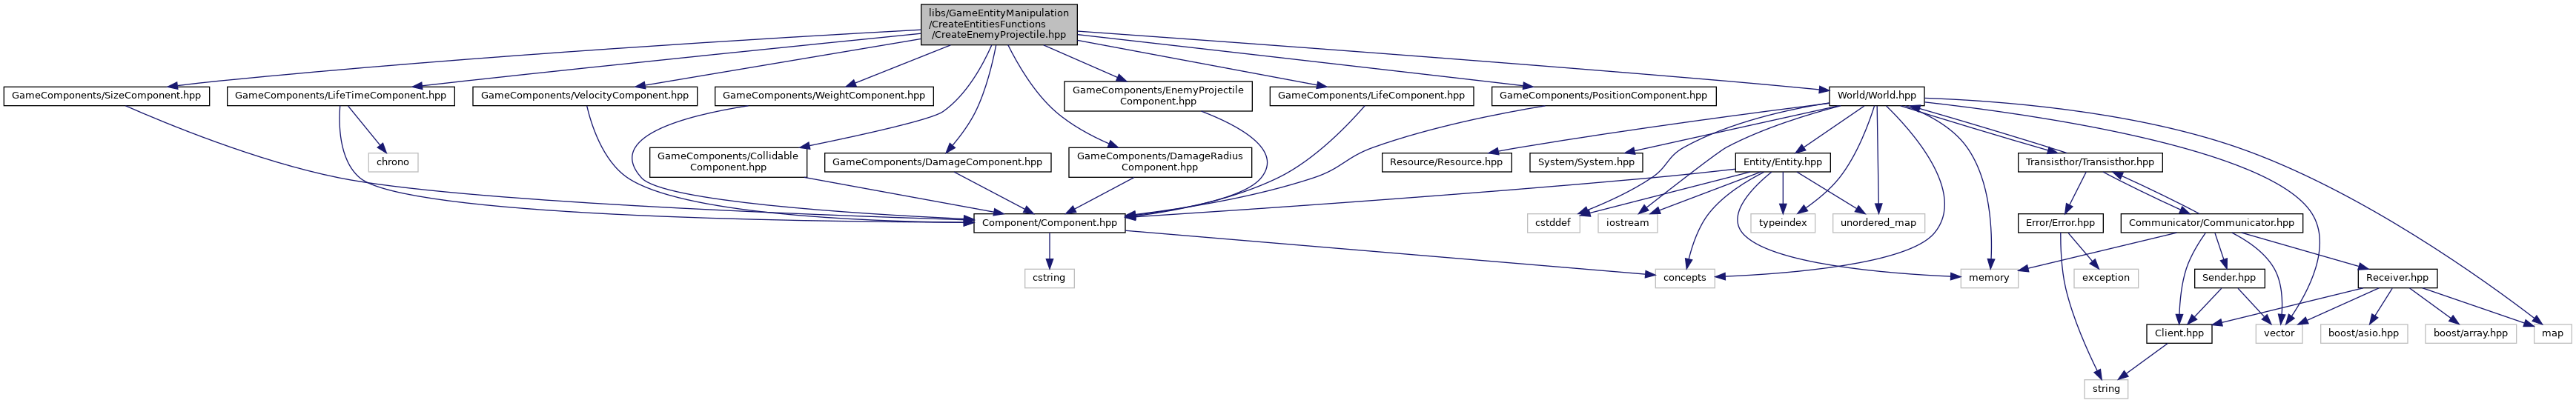 libs/GameEntityManipulation
/CreateEntitiesFunctions
/CreateEnemyProjectile.hpp
GameComponents/SizeComponent.hpp
GameComponents/LifeTimeComponent.hpp
GameComponents/VelocityComponent.hpp
GameComponents/WeightComponent.hpp
GameComponents/EnemyProjectile
Component.hpp
GameComponents/LifeComponent.hpp
GameComponents/PositionComponent.hpp
World/World.hpp
chrono
GameComponents/Collidable
Component.hpp
GameComponents/DamageComponent.hpp
GameComponents/DamageRadius
Component.hpp
Resource/Resource.hpp
System/System.hpp
Entity/Entity.hpp
Transisthor/Transisthor.hpp
Component/Component.hpp
cstddef
iostream
typeindex
unordered_map
Error/Error.hpp
Communicator/Communicator.hpp
cstring
concepts
memory
exception
Sender.hpp
Receiver.hpp
Client.hpp
vector
boost/asio.hpp
boost/array.hpp
map
string